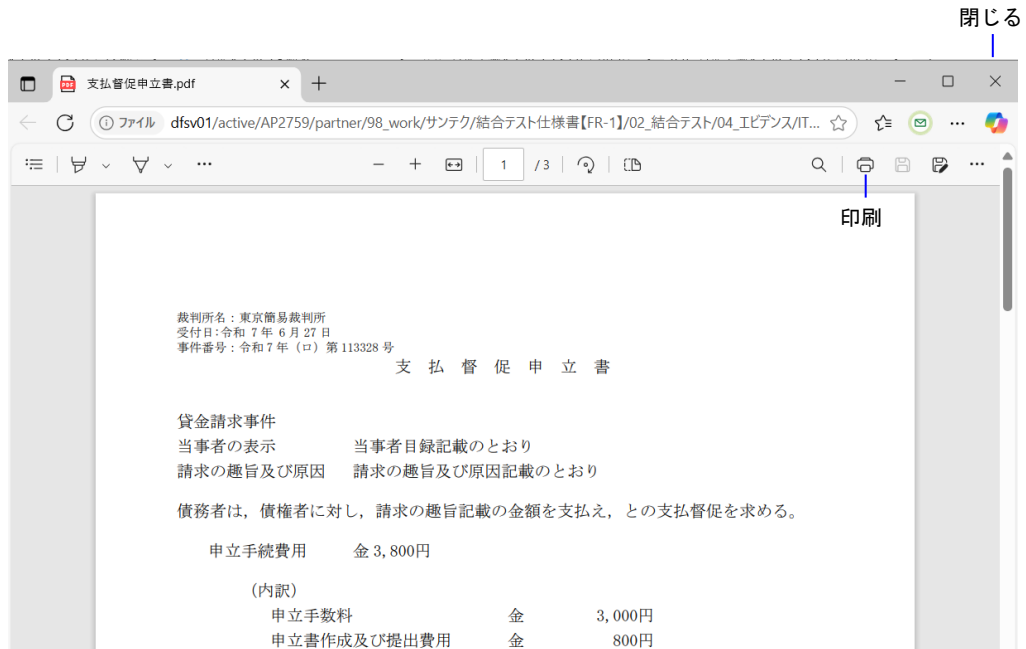 閉じる
支払督促申立書.pdf
ファイル dfsv01/active/AP2759/partner/98_work/サンテク/結合テスト仕様書【FR-1】/02_結合テスト/04_エビデンス/IT...
1 / 3
印刷
裁判所名：東京簡易裁判所
受付日：令和 7 年 6 月 27 日
事件番号：令和 7 年（ロ）第 113328 号
支 払 督 促 申 立 書
貸金請求事件
当事者の表示 当事者目録記載のとおり
請求の趣旨及び原因 請求の趣旨及び原因記載のとおり
債務者は，債権者に対し，請求の趣旨記載の金額を支払え，との支払督促を求める。
申立手続費用 金 3,800円
（内訳）
申立手数料 金 3,000円
申立書作成及び提出費用 金 800円